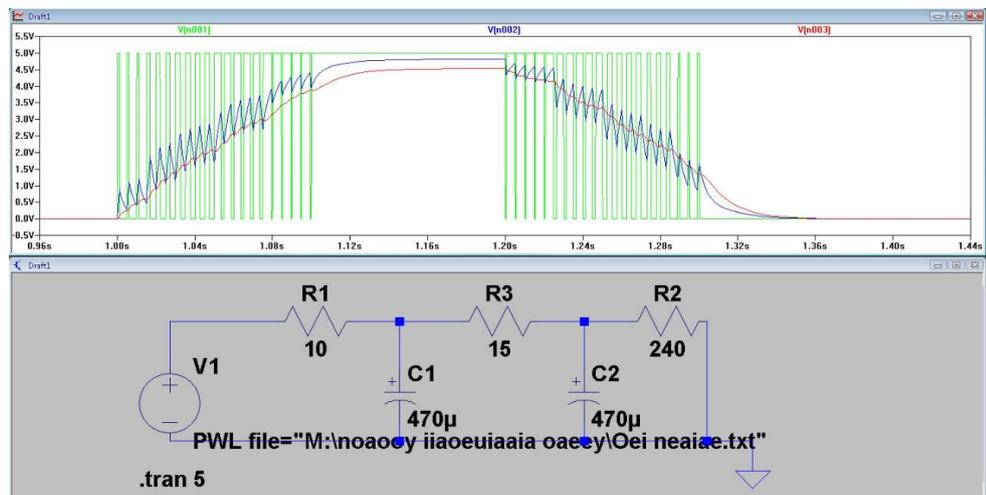 Draft1
V(n001) V(n002) V(n003)
5.5V
5.0V
4.5V
4.0V
3.5V
3.0V
2.5V
2.0V
1.5V
1.0V
0.5V
0.0V
-0.5V
0.96s 1.00s 1.04s 1.08s 1.12s 1.16s 1.20s 1.24s 1.28s 1.32s 1.36s 1.40s 1.44s
Draft1
R1 R3 R2
10 15 240
V1
C1 C2
470µ 470µ
PWL file="M:\noaooy iiaoeuiaaia oaeey\Oei neaiae.txt"
.tran 5